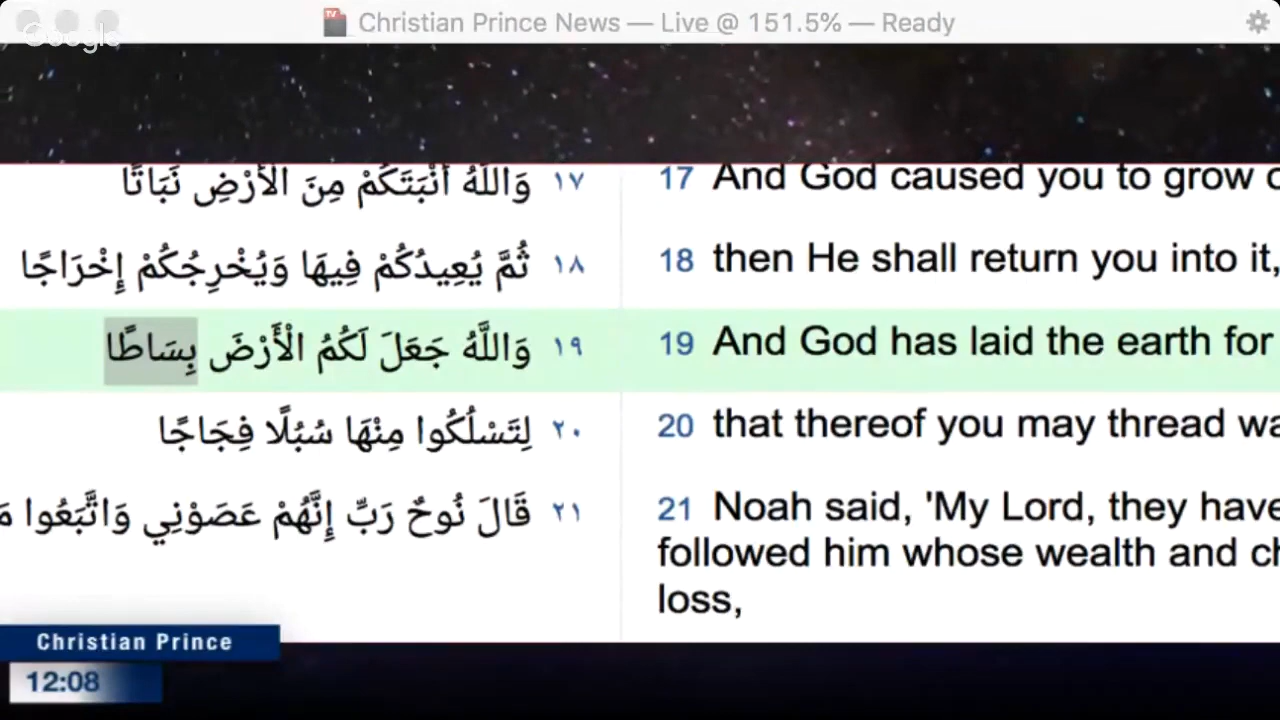 Christian Prince News — Live @ 151.5% — Ready
Google
وَاللَّهُ أَنْبَتَكُمْ مِنَ الْأَرْضِ نَبَاتًا ١٧
17 And God caused you to grow
ثُمَّ يُعِيدُكُمْ فِيهَا وَيُخْرِجُكُمْ إِخْرَاجًا ١٨
18 then He shall return you into it,
وَاللَّهُ جَعَلَ لَكُمُ الْأَرْضَ بِسَاطًا ١٩
19 And God has laid the earth for
لِتَسْلُكُوا مِنْهَا سُبُلًا فِجَاجًا ٢٠
20 that thereof you may thread
قَالَ نُوحٌ رَبِّ إِنَّهُمْ عَصَوْنِي وَاتَّبَعُوا ٢١
21 Noah said, 'My Lord, they have
followed him whose wealth and
loss,
Christian Prince
12:08